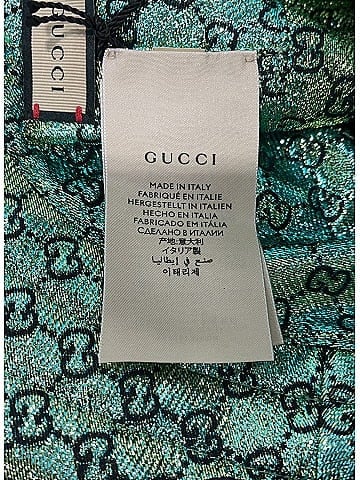 GUCCI
GUCCI
MADE IN ITALY
FABRIQUÉ EN ITALIE
HERGESTELLT IN ITALIEN
HECHO EN ITALIA
FABRICADO EM ITÁLIA
СДЕЛАНО В ИТАЛИИ
产地:意大利
イタリア製
صنع في إيطاليا
이태리제